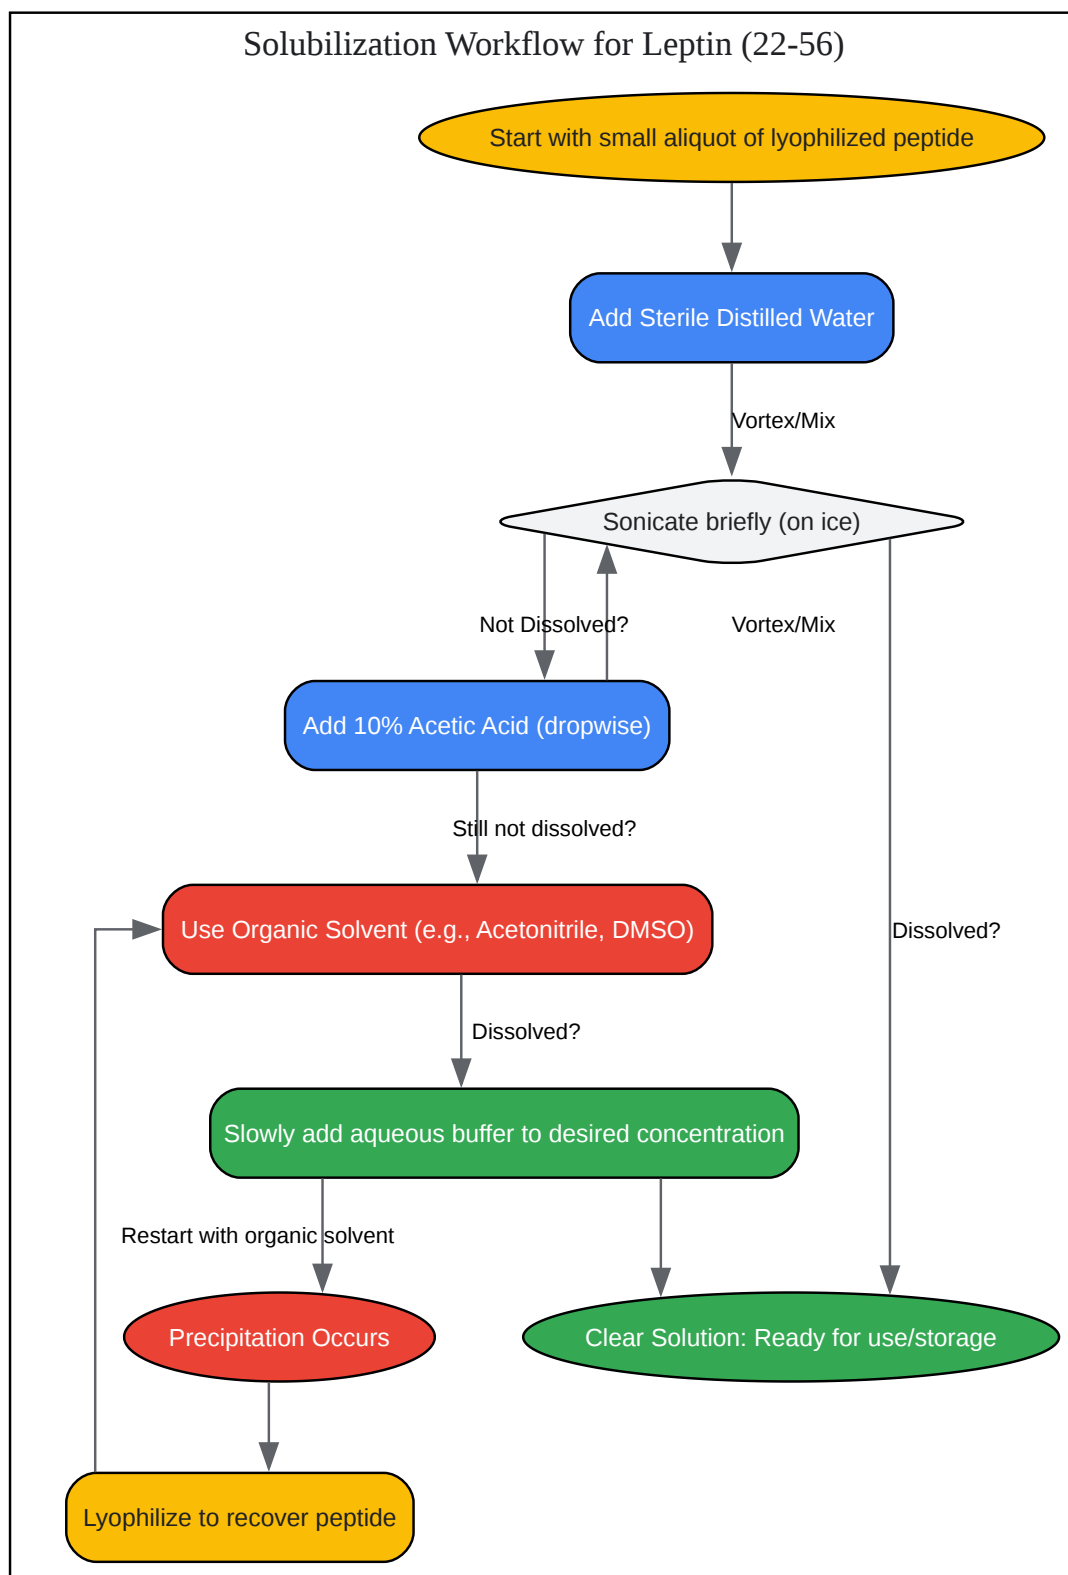 Solubilization Workflow for Leptin (22-56)
Start with small aliquot of lyophilized peptide
Add Sterile Distilled Water
Vortex/Mix
Sonicate briefly (on ice)
Not Dissolved?
Vortex/Mix
Add 10% Acetic Acid (dropwise)
Still not dissolved?
Use Organic Solvent (e.g., Acetonitrile, DMSO)
Dissolved?
Dissolved?
Slowly add aqueous buffer to desired concentration
Restart with organic solvent
Precipitation Occurs
Clear Solution: Ready for use/storage
Lyophilize to recover peptide